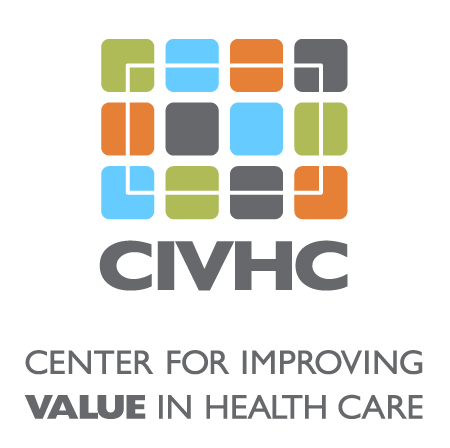 CIVHC
CENTER FOR IMPROVING
VALUE IN HEALTH CARE